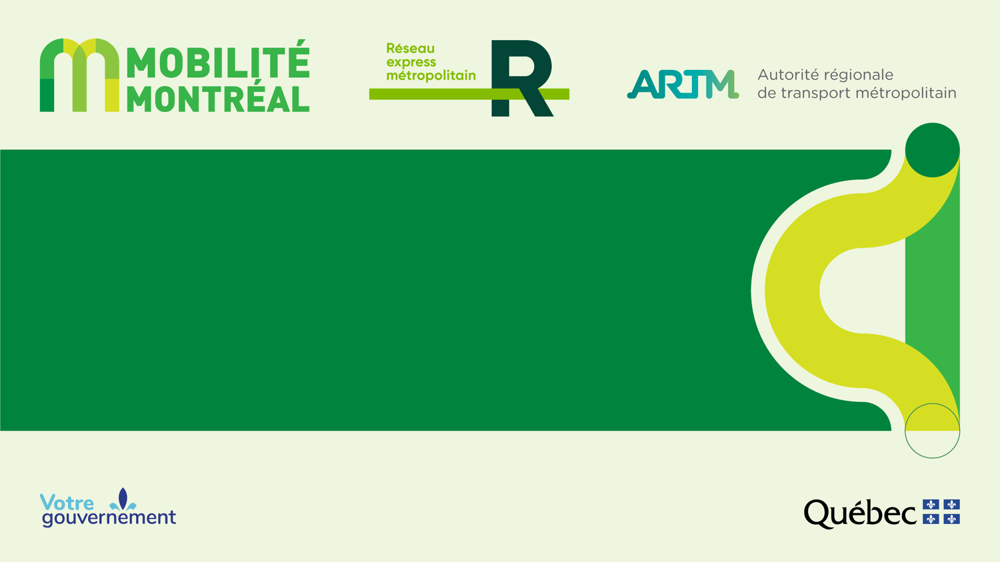 MOBILITÉ
MONTRÉAL
Réseau
express
métropolitain
R
ARTM
Autorité régionale
de transport métropolitain
Votre
gouvernement
Québec